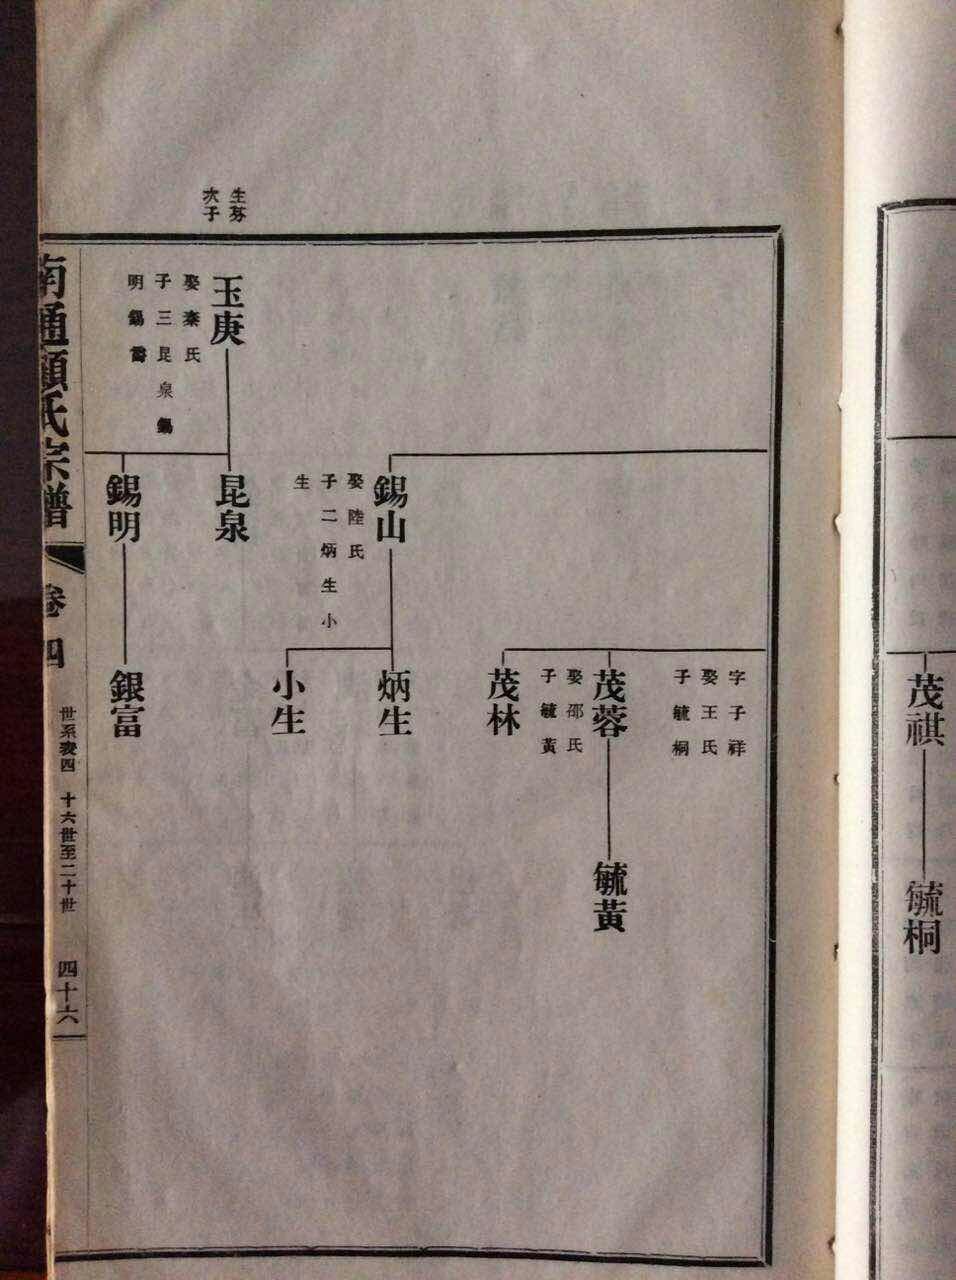 茂祺
毓桐
字子祥
娶王氏
子毓桐
茂蓉
娶邵氏
子毓黃
毓黃
茂林
錫山
娶陸氏
子二炳生小
生
炳生
小生
生芬
次子
玉庚
娶秦氏
子三昆泉錫
明錫爵
昆泉
錫明
銀富
南通顧氏宗譜
卷四
世系表四 十六世至二十世
四十六